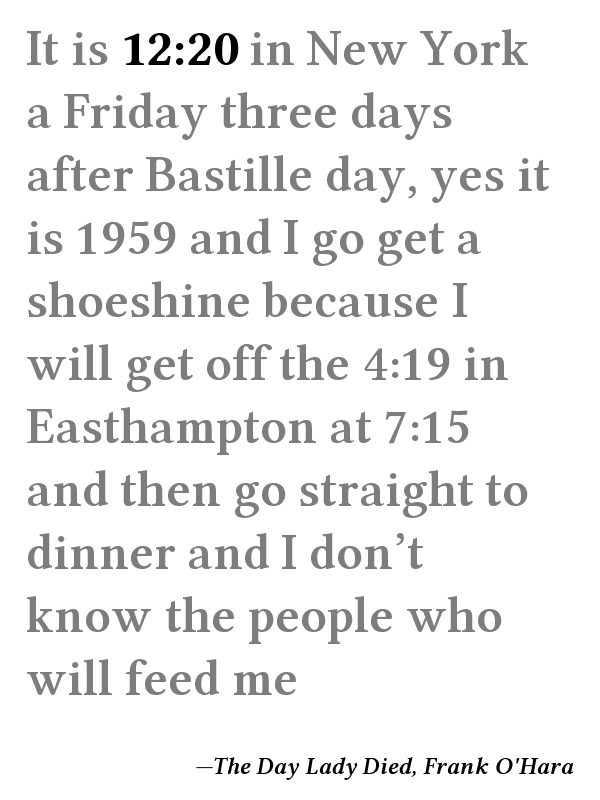 It is 12:20 in New York
a Friday three days
after Bastille day, yes it
is 1959 and I go get a
shoeshine because I
will get off the 4:19 in
Easthampton at 7:15
and then go straight to
dinner and I don’t
know the people who
will feed me
—The Day Lady Died, Frank O'Hara